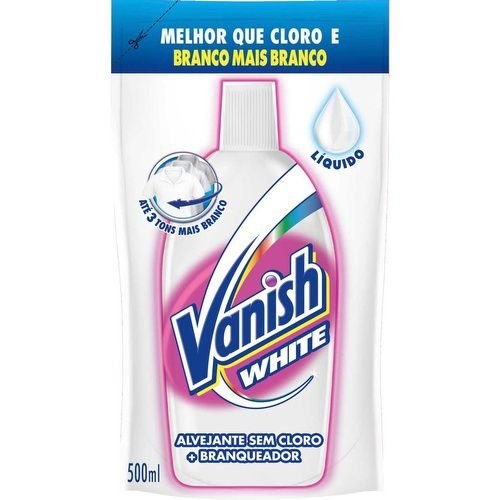 MELHOR QUE CLORO E
BRANCO MAIS BRANCO
LÍQUIDO
ATÉ 3 TONS MAIS BRANCO
Vanish
WHITE
ALVEJANTE SEM CLORO
+ BRANQUEADOR
500ml